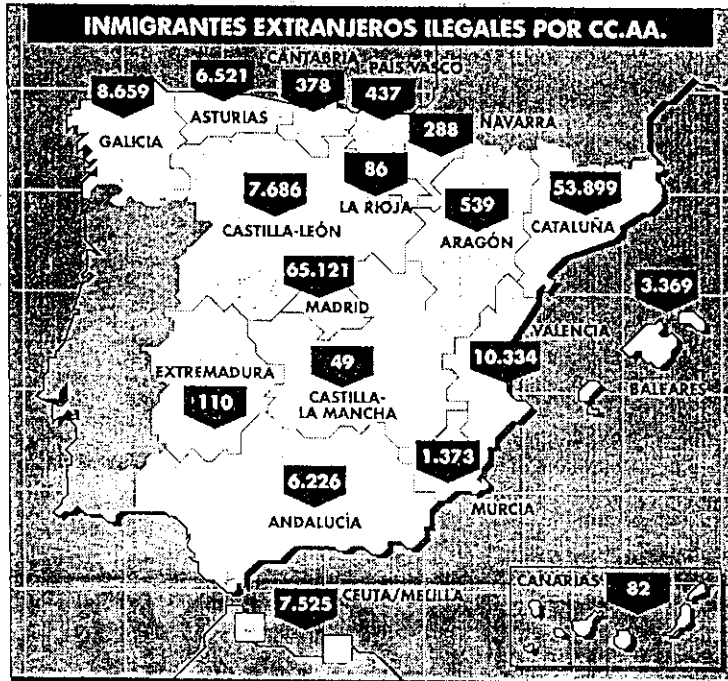 INMIGRANTES EXTRANJEROS ILEGALES POR CC.AA.
CANTABRIA
PAIS VASCO
8.659
6.521
378
437
GALICIA
ASTURIAS
288
NAVARRA
7.686
86
539
53.899
CASTILLA-LEÓN
LA RIOJA
ARAGÓN
CATALUÑA
65.121
MADRID
3.369
BALEARES
VALENCIA
10.334
EXTREMADURA
110
49
CASTILLA-
LA MANCHA
1.373
MURCIA
6.226
ANDALUCÍA
7.525
CEUTA/MELILLA
CANARIAS
82